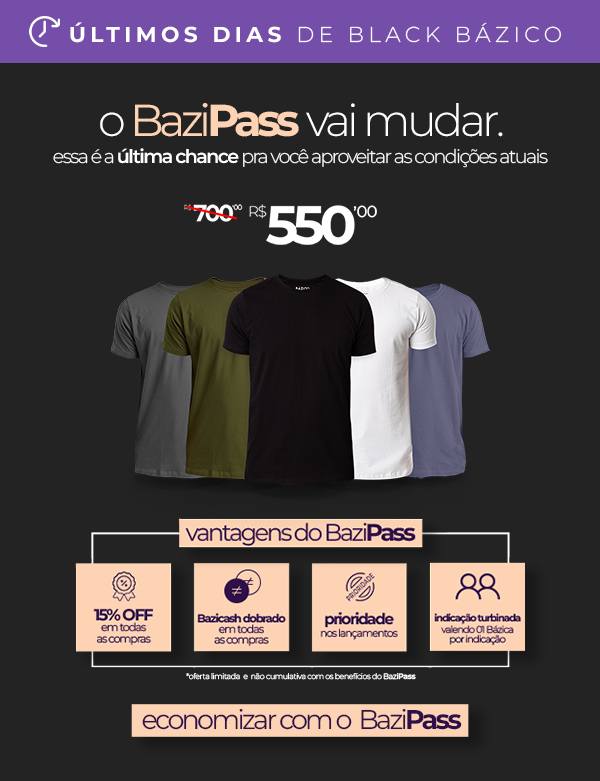 ÚLTIMOS DIAS DE BLACK BÁZICO
o BaziPass vai mudar.
essa é a última chance pra você aproveitar as condições atuais
R$ 700'00 R$ 550'00
vantagens do BaziPass
15% OFF
em todas
as compras
Bazicash dobrado
em todas
as compras
PRIORIDADE
prioridade
nos lançamentos
indicação turbinada
valendo 01 Bázica
por indicação
*oferta limitada e não cumulativa com os benefícios do BaziPass
economizar com o BaziPass